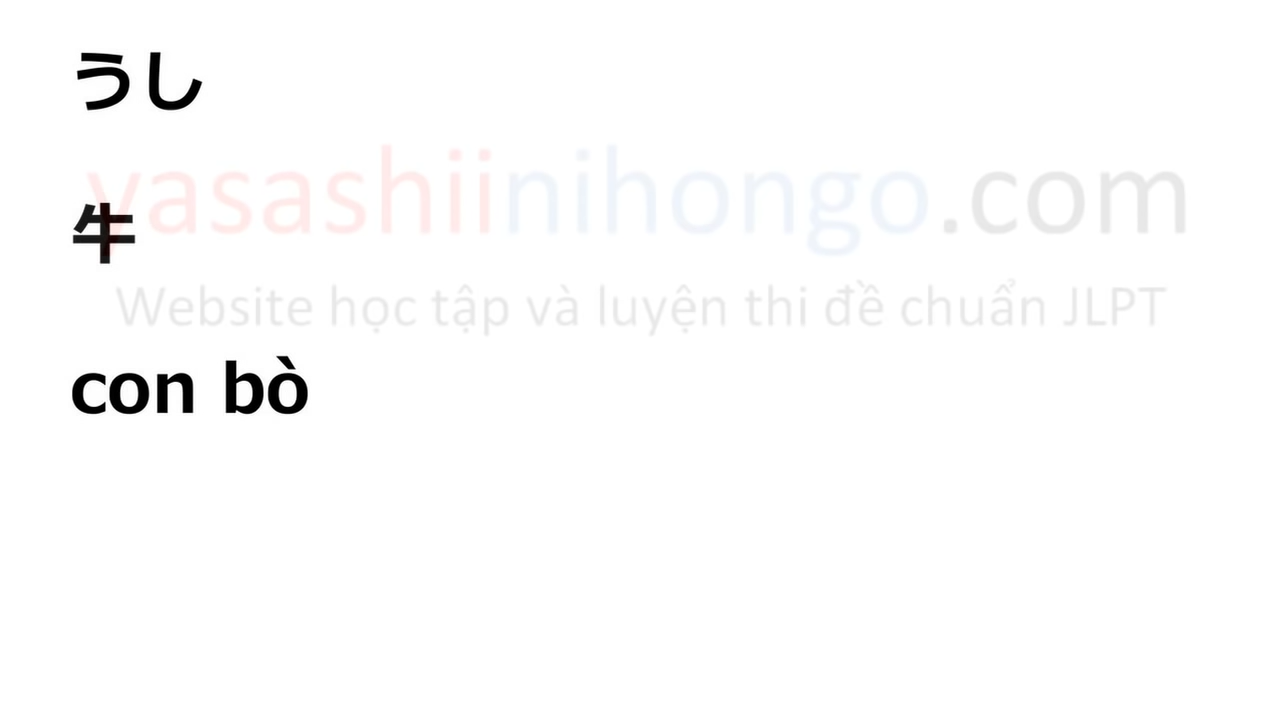 うし
yasashiinihongo.com
牛
Website học tập và luyện thi đề chuẩn JLPT
con bò